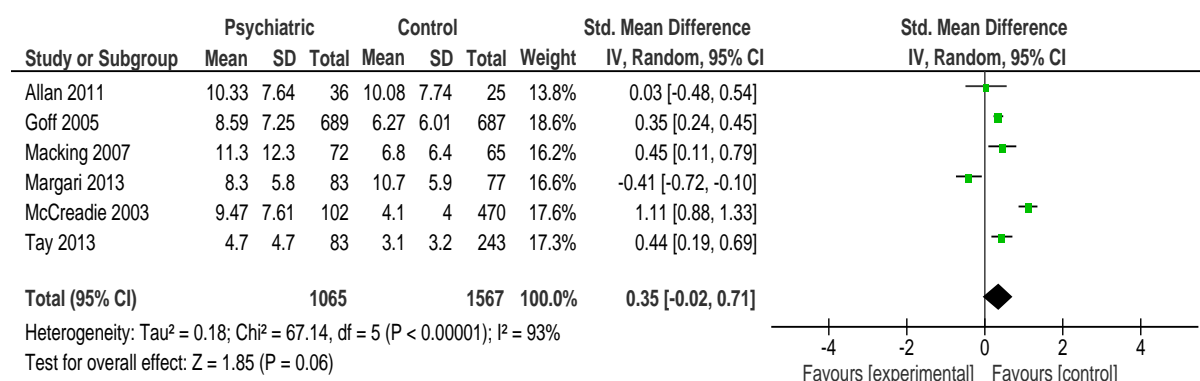 Psychiatric Control Std. Mean Difference Std. Mean Difference
Study or Subgroup Mean SD Total Mean SD Total Weight IV, Random, 95% CI IV, Random, 95% CI
Allan 2011 10.33 7.64 36 10.08 7.74 25 13.8% 0.03 [-0.48, 0.54]
Goff 2005 8.59 7.25 689 6.27 6.01 687 18.6% 0.35 [0.24, 0.45]
Macking 2007 11.3 12.3 72 6.8 6.4 65 16.2% 0.45 [0.11, 0.79]
Margari 2013 8.3 5.8 83 10.7 5.9 77 16.6% -0.41 [-0.72, -0.10]
McCreadie 2003 9.47 7.61 102 4.1 4 470 17.6% 1.11 [0.88, 1.33]
Tay 2013 4.7 4.7 83 3.1 3.2 243 17.3% 0.44 [0.19, 0.69]
Total (95% CI) 1065 1567 100.0% 0.35 [-0.02, 0.71]
Heterogeneity: Tau² = 0.18; Chi² = 67.14, df = 5 (P < 0.00001); I² = 93%
Test for overall effect: Z = 1.85 (P = 0.06)
-4 -2 0 2 4
Favours [experimental] Favours [control]